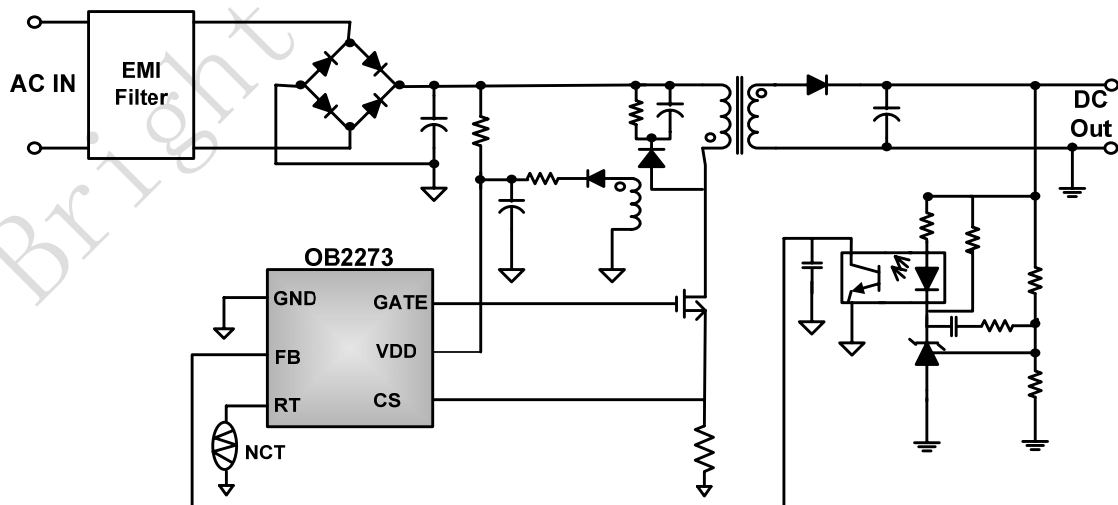 AC IN
EMI
Filter
DC
Out
OB2273
GND
GATE
FB
VDD
RT
CS
NCT
Bright